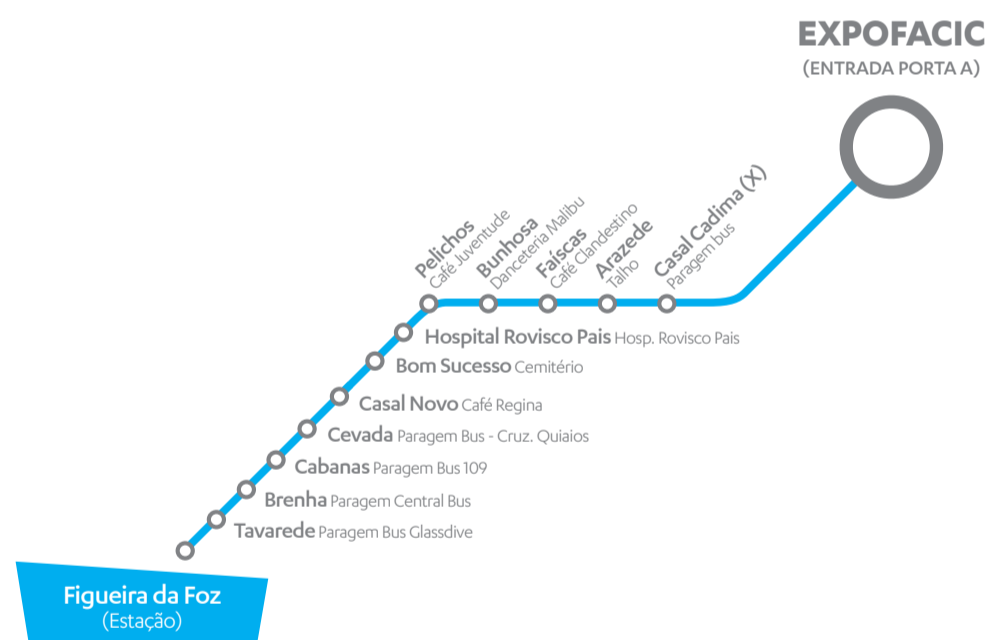 EXPOFACIC
(ENTRADA PORTA A)
Pelichos
Café Juventude
Bunhosa
Danceteria Malibu
Faíscas
Café Clandestino
Arazede
Talho
Casal Cadima (X)
Paragem bus
Hospital Rovisco Pais Hosp. Rovisco Pais
Bom Sucesso Cemitério
Casal Novo Café Regina
Cevada Paragem Bus - Cruz. Quiaios
Cabanas Paragem Bus 109
Brenha Paragem Central Bus
Tavarede Paragem Bus Glassdive
Figueira da Foz
(Estação)